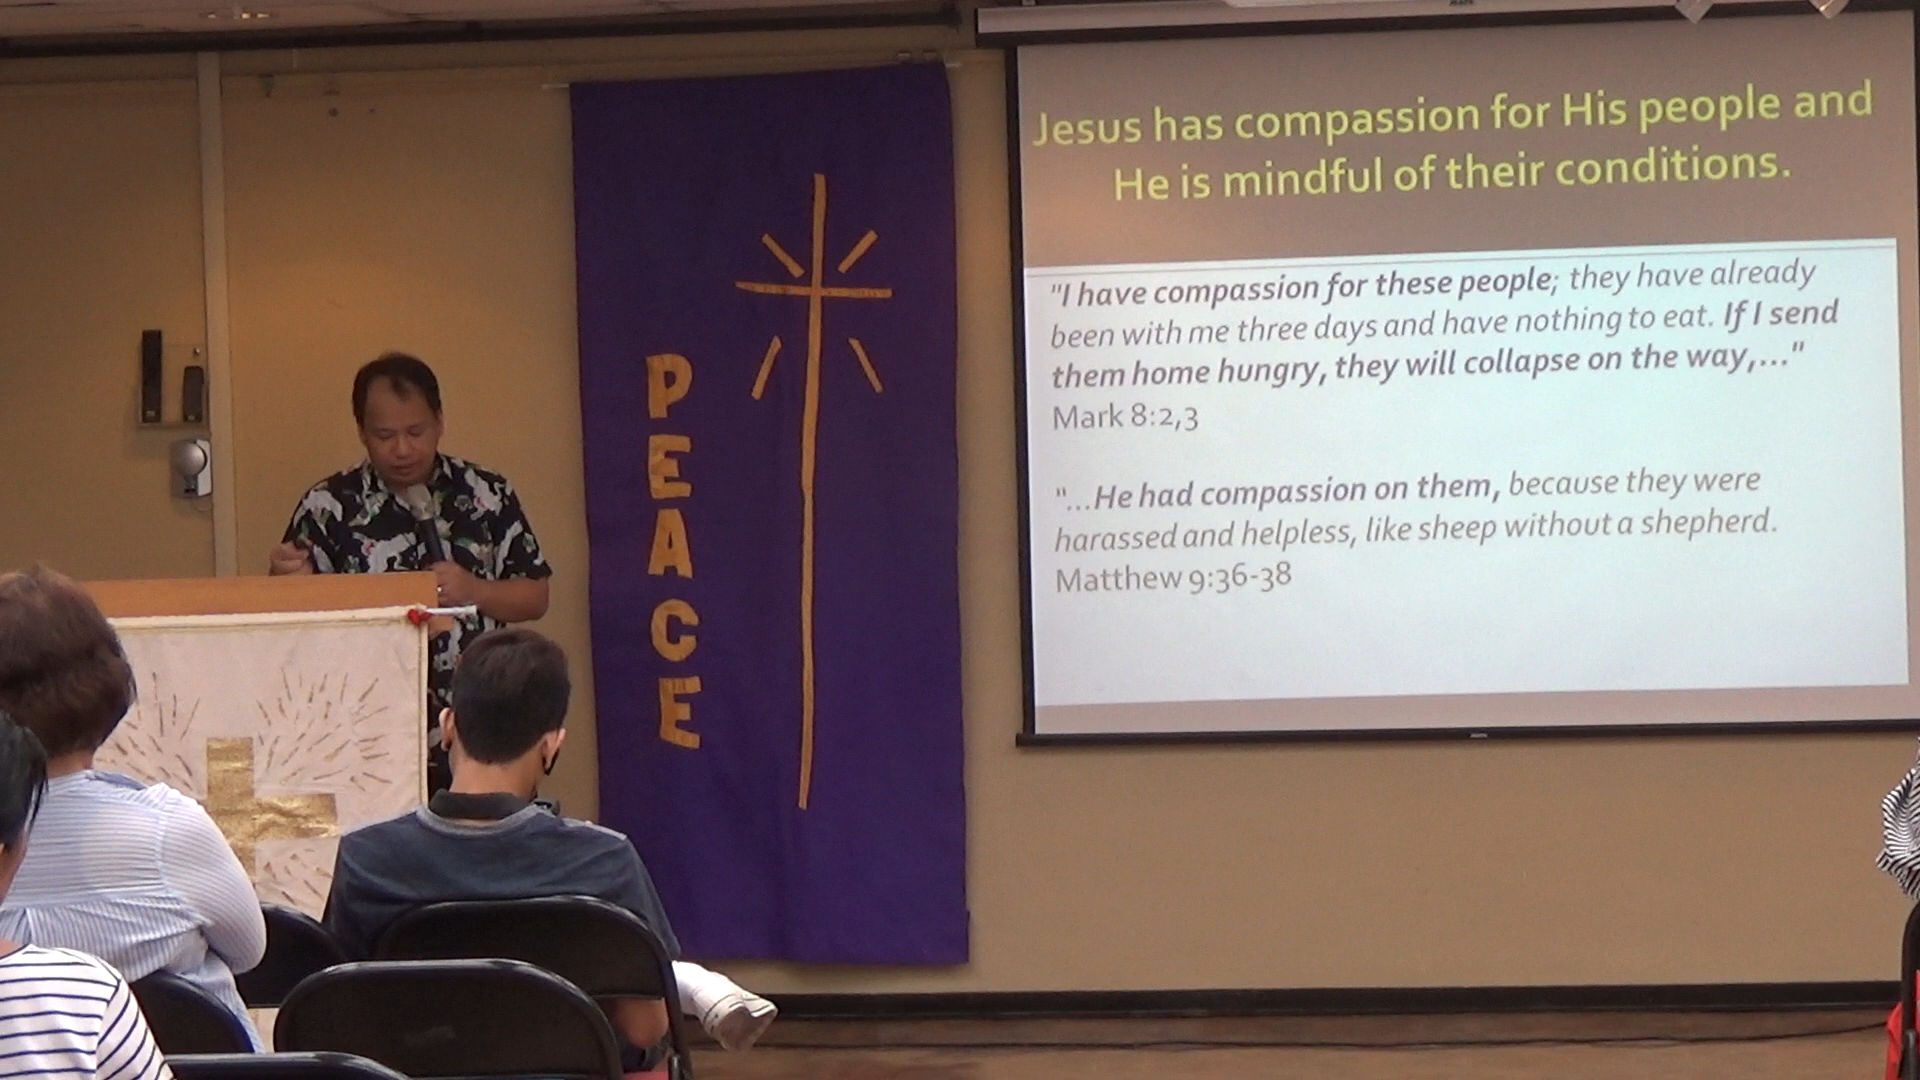 PEACE
Jesus has compassion for His people and
He is mindful of their conditions.
"I have compassion for these people; they have already
been with me three days and have nothing to eat. If I send
them home hungry, they will collapse on the way,..."
Mark 8:2,3
"...He had compassion on them, because they were
harassed and helpless, like sheep without a shepherd.
Matthew 9:36-38